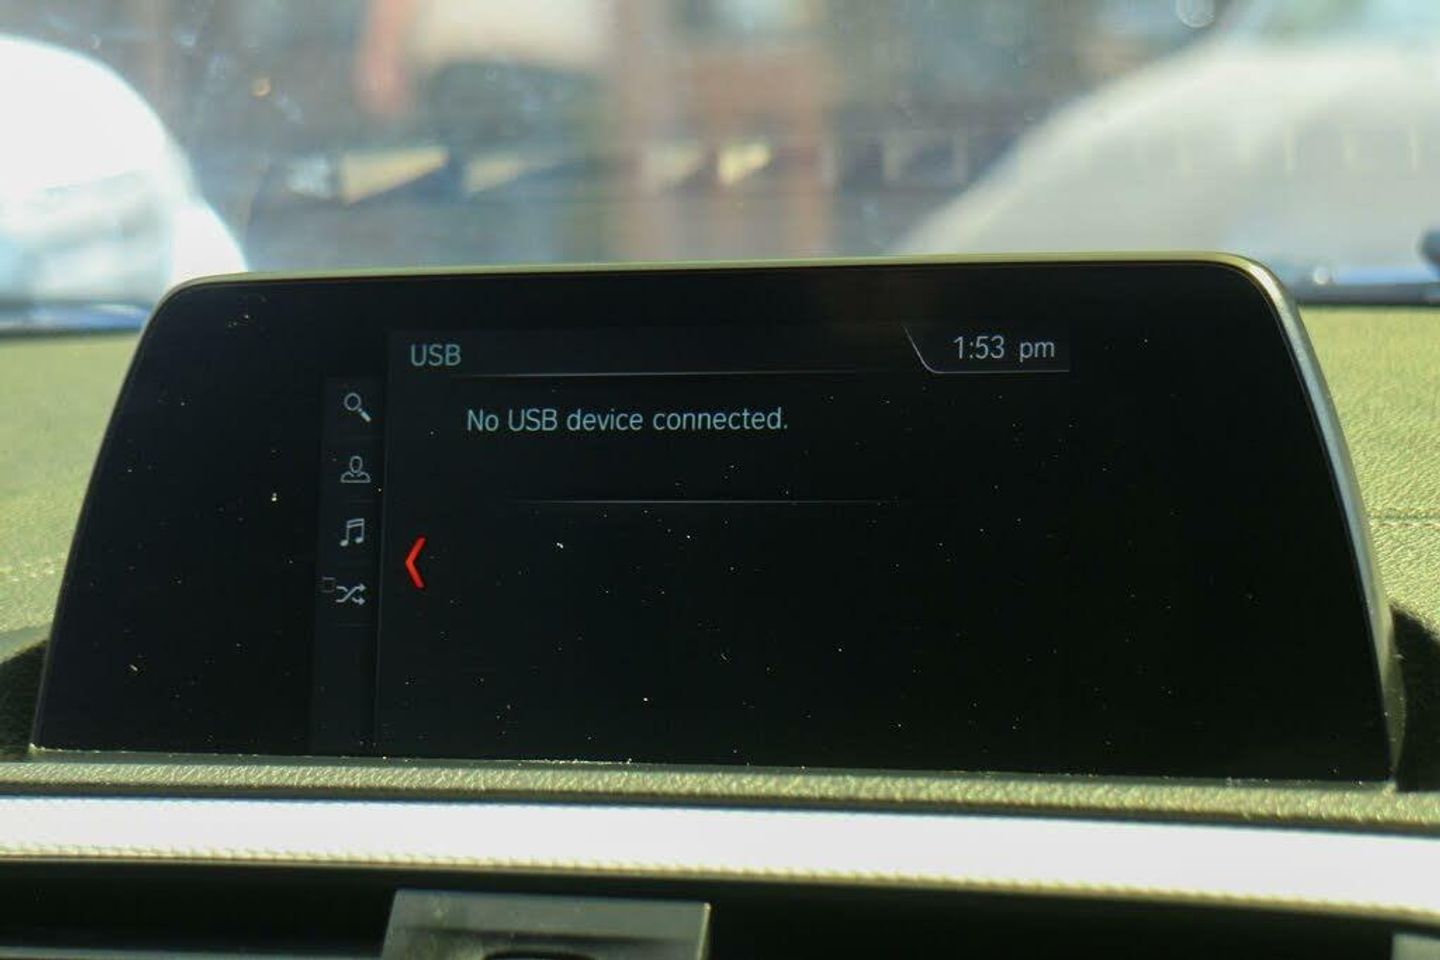 USB
1:53 pm
No USB device connected.